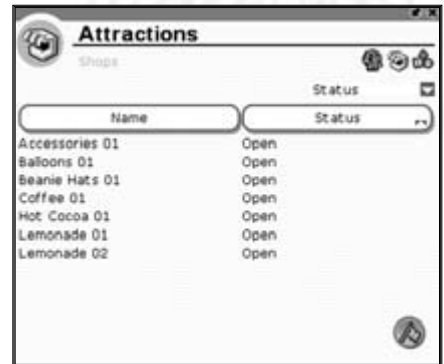 Attractions
Shops
Status
Name Status
Accessories 01 Open
Balloons 01 Open
Beanie Hats 01 Open
Coffee 01 Open
Hot Cocoa 01 Open
Lemonade 01 Open
Lemonade 02 Open